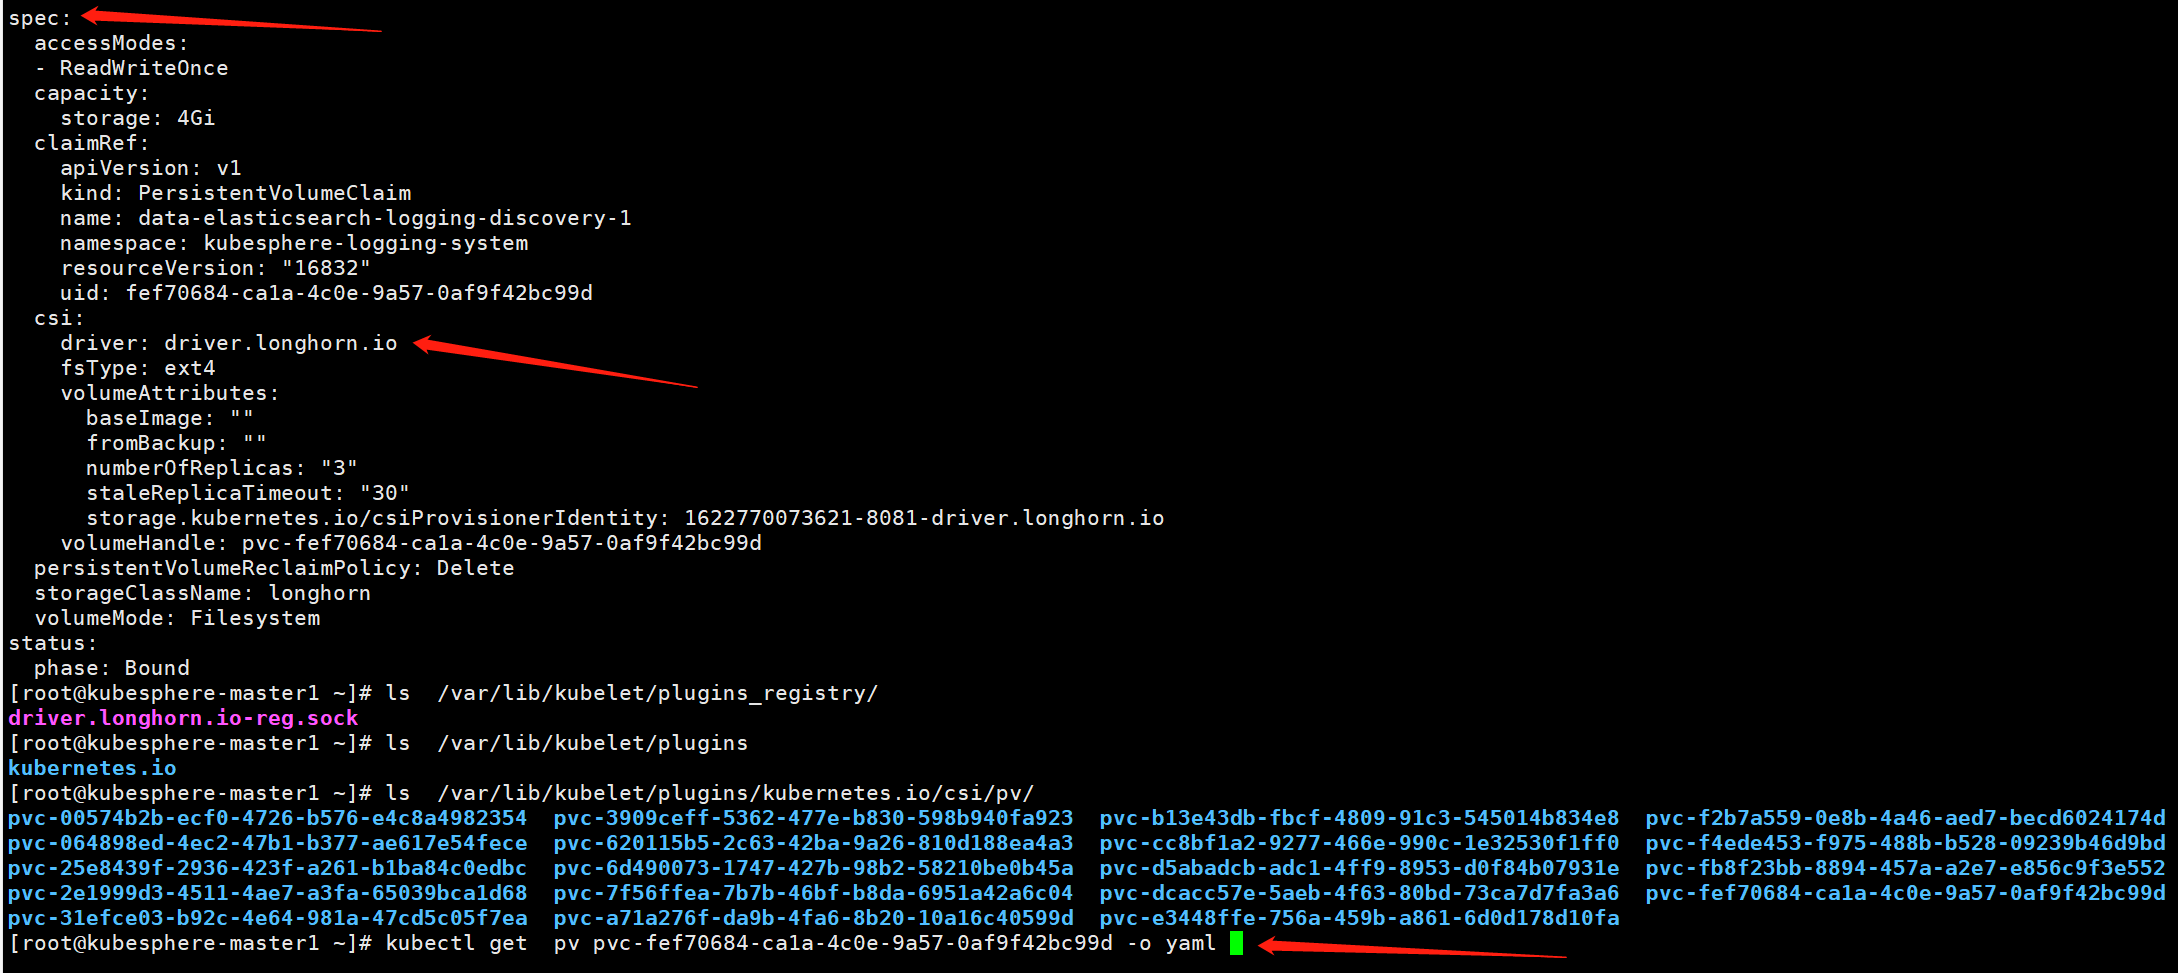 spec:
  accessModes:
  - ReadWriteOnce
  capacity:
    storage: 4Gi
  claimRef:
    apiVersion: v1
    kind: PersistentVolumeClaim
    name: data-elasticsearch-logging-discovery-1
    namespace: kubesphere-logging-system
    resourceVersion: "16832"
    uid: fef70684-ca1a-4c0e-9a57-0af9f42bc99d
  csi:
    driver: driver.longhorn.io
    fsType: ext4
    volumeAttributes:
      baseImage: ""
      fromBackup: ""
      numberOfReplicas: "3"
      staleReplicaTimeout: "30"
      storage.kubernetes.io/csiProvisionerIdentity: 1622770073621-8081-driver.longhorn.io
    volumeHandle: pvc-fef70684-ca1a-4c0e-9a57-0af9f42bc99d
  persistentVolumeReclaimPolicy: Delete
  storageClassName: longhorn
  volumeMode: Filesystem
status:
  phase: Bound
[root@kubesphere-master1 ~]# ls  /var/lib/kubelet/plugins_registry/
driver.longhorn.io-reg.sock
[root@kubesphere-master1 ~]# ls  /var/lib/kubelet/plugins
kubernetes.io
[root@kubesphere-master1 ~]# ls  /var/lib/kubelet/plugins/kubernetes.io/csi/pv/
pvc-00574b2b-ecf0-4726-b576-e4c8a4982354  pvc-3909ceff-5362-477e-b830-598b940fa923  pvc-b13e43db-fbcf-4809-91c3-545014b834e8  pvc-f2b7a559-0e8b-4a46-aed7-becd6024174d
pvc-064898ed-4ec2-47b1-b377-ae617e54fece  pvc-620115b5-2c63-42ba-9a26-810d188ea4a3  pvc-cc8bf1a2-9277-466e-990c-1e32530f1ff0  pvc-f4ede453-f975-488b-b528-09239b46d9bd
pvc-25e8439f-2936-423f-a261-b1ba84c0edbc  pvc-6d490073-1747-427b-98b2-58210be0b45a  pvc-d5abadcb-adc1-4ff9-8953-d0f84b07931e  pvc-fb8f23bb-8894-457a-a2e7-e856c9f3e552
pvc-2e1999d3-4511-4ae7-a3fa-65039bca1d68  pvc-7f56ffea-7b7b-46bf-b8da-6951a42a6c04  pvc-dcacc57e-5aeb-4f63-80bd-73ca7d7fa3a6  pvc-fef70684-ca1a-4c0e-9a57-0af9f42bc99d
pvc-31efce03-b92c-4e64-981a-47cd5c05f7ea  pvc-a71a276f-da9b-4fa6-8b20-10a16c40599d  pvc-e3448ffe-756a-459b-a861-6d0d178d10fa
[root@kubesphere-master1 ~]# kubectl get  pv pvc-fef70684-ca1a-4c0e-9a57-0af9f42bc99d -o yaml